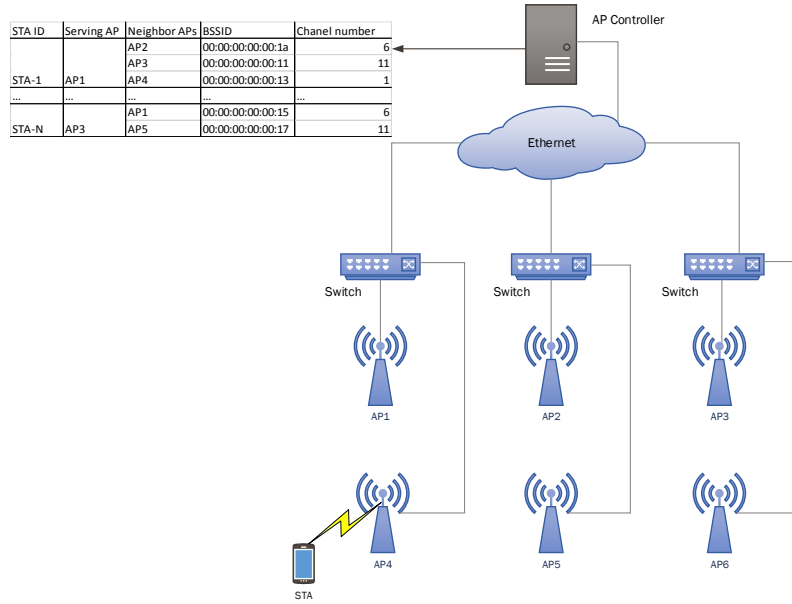 AP Controller
STA ID Serving AP Neighbor APs BSSID Chanel number
AP2 00:00:00:00:00:1a 6
AP3 00:00:00:00:00:11 11
STA-1 AP1 AP4 00:00:00:00:00:13 1
... ... ... ... ...
AP1 00:00:00:00:00:15 6
STA-N AP3 AP5 00:00:00:00:00:17 11
Ethernet
Switch Switch Switch
AP1 AP2 AP3
AP4 AP5 AP6
STA